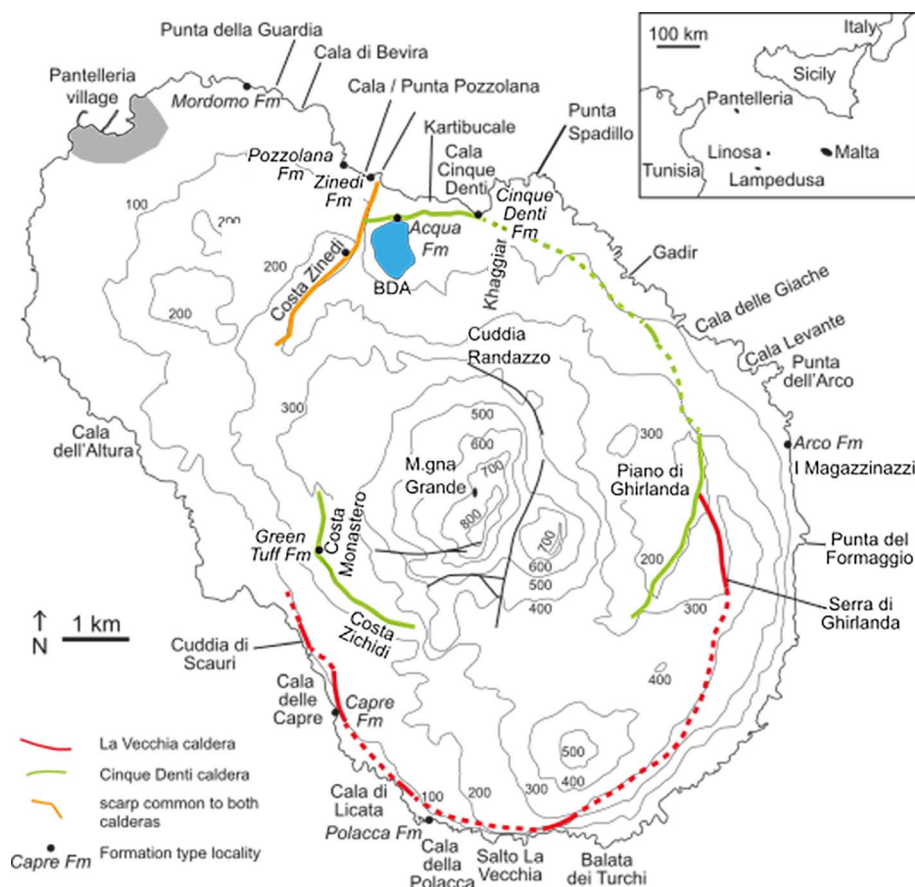 Punta della Guardia
Cala di Bevira
Pantelleria
village
Mordomo Fm
Cala / Punta Pozzolana
Kartibucale
Cala
Cinque
Denti
Punta
Spadillo
Pozzolana
Fm
Zinedi
Fm
Cinque
Denti
Fm
Acqua
Fm
BDA
Costa Zinedi
Khaggiar
Gadir
Cala delle Giache
Cala Levante
Punta
dell'Arco
Arco Fm
I Magazzinazzi
Punta del
Formaggio
Serra di
Ghirlanda
Piano di
Ghirlanda
Cuddia
Randazzo
M.gna
Grande
Cala
dell'Altura
Green
Tuff Fm
Costa
Monastero
Costa
Zichidi
Cuddia di
Scauri
Cala
delle
Capre
Capre
Fm
Cala di
Licata
Polacca Fm
Cala
della
Polacca
Salto La
Vecchia
Balata
dei Turchi
100
200
200
200
300
500
600
700
800
700
600
500
400
300
200
300
400
500
400
300
200
100
N
1 km
100 km
Italy
Sicily
Pantelleria
Tunisia
Linosa
Malta
Lampedusa
La Vecchia caldera
Cinque Denti caldera
scarp common to both
calderas
Capre Fm
Formation type locality